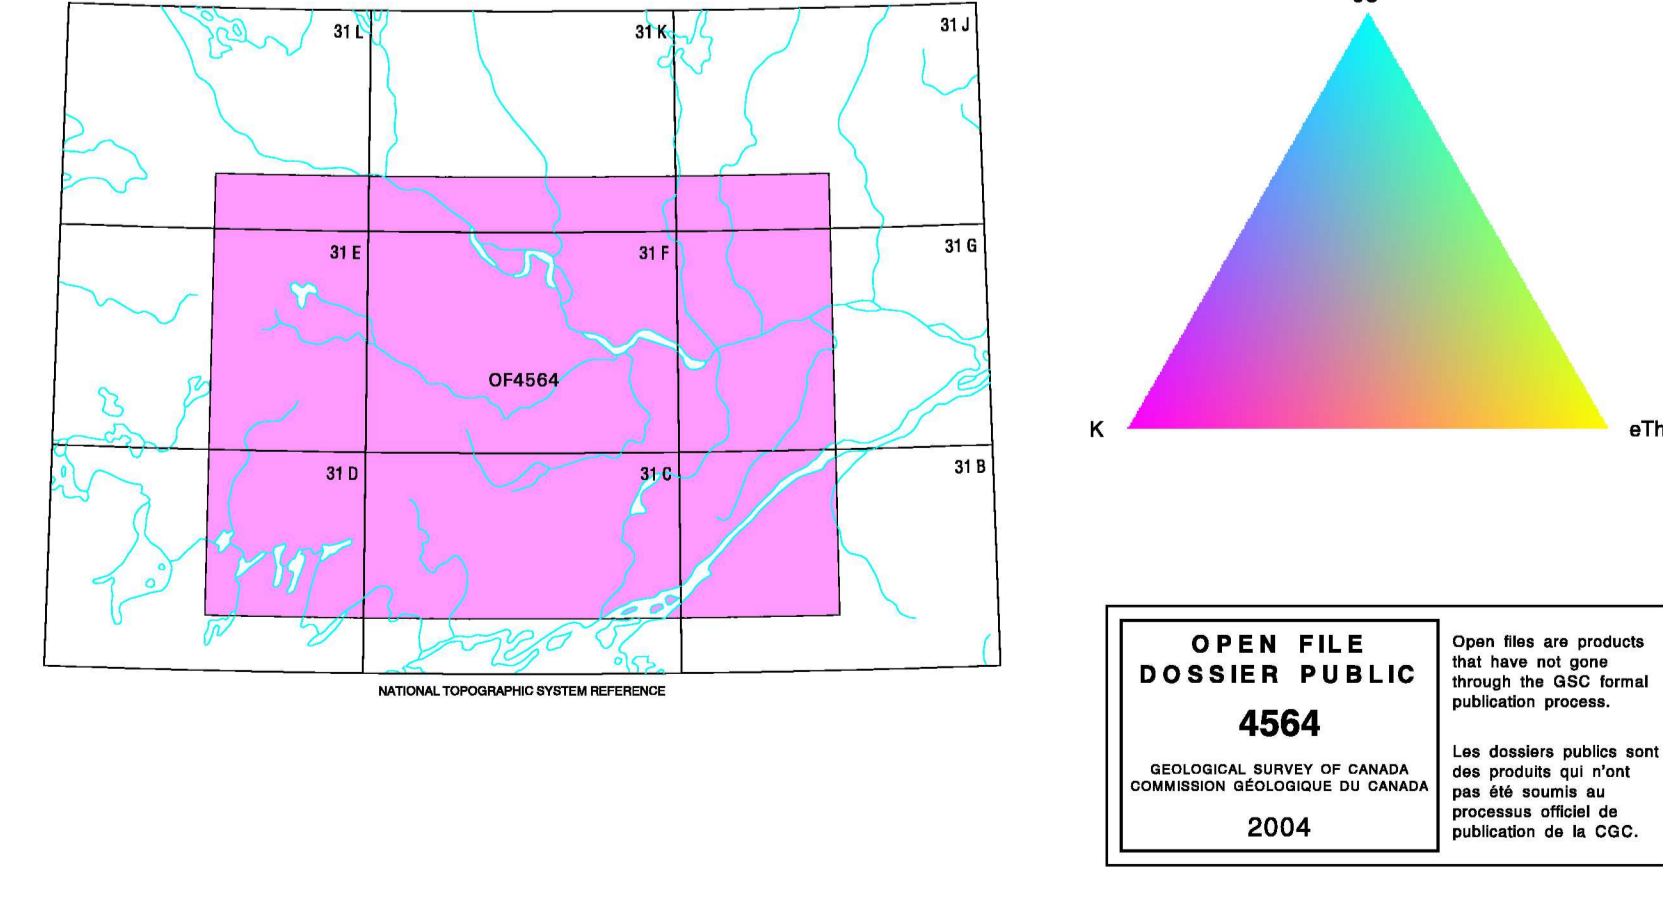 31 L
31 K
31 J
31 E
31 F
31 G
OF4564
31 D
31 C
31 B
NATIONAL TOPOGRAPHIC SYSTEM REFERENCE
K
eTh
OPEN FILE
DOSSIER PUBLIC
4564
GEOLOGICAL SURVEY OF CANADA
COMMISSION GÉOLOGIQUE DU CANADA
2004
Open files are products
that have not gone
through the GSC formal
publication process.
Les dossiers publics sont
des produits qui n'ont
pas été soumis au
processus officiel de
publication de la CGC.